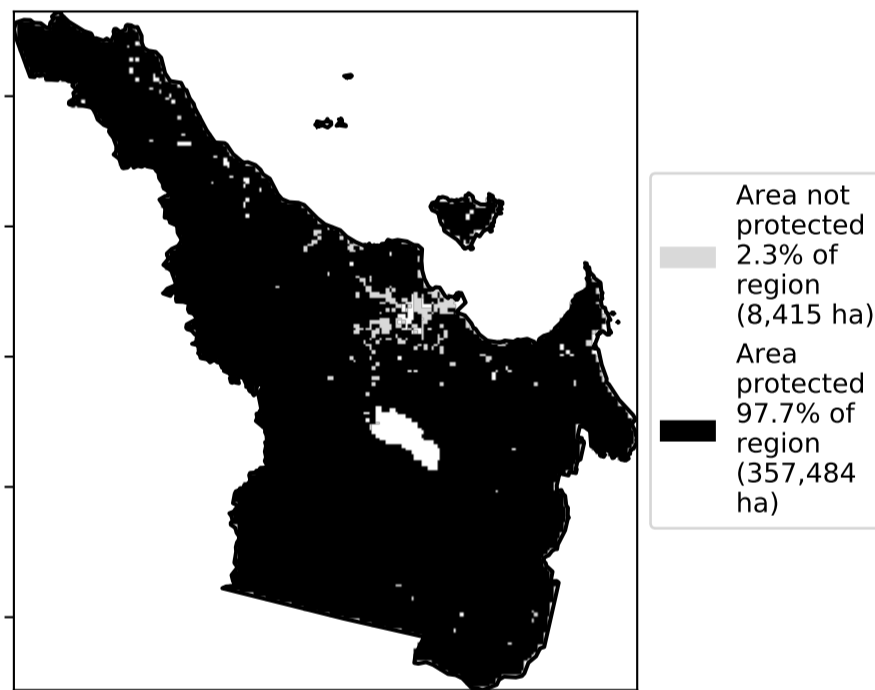 Area not
protected
2.3% of
region
(8,415 ha)
Area
protected
97.7% of
region
(357,484
ha)